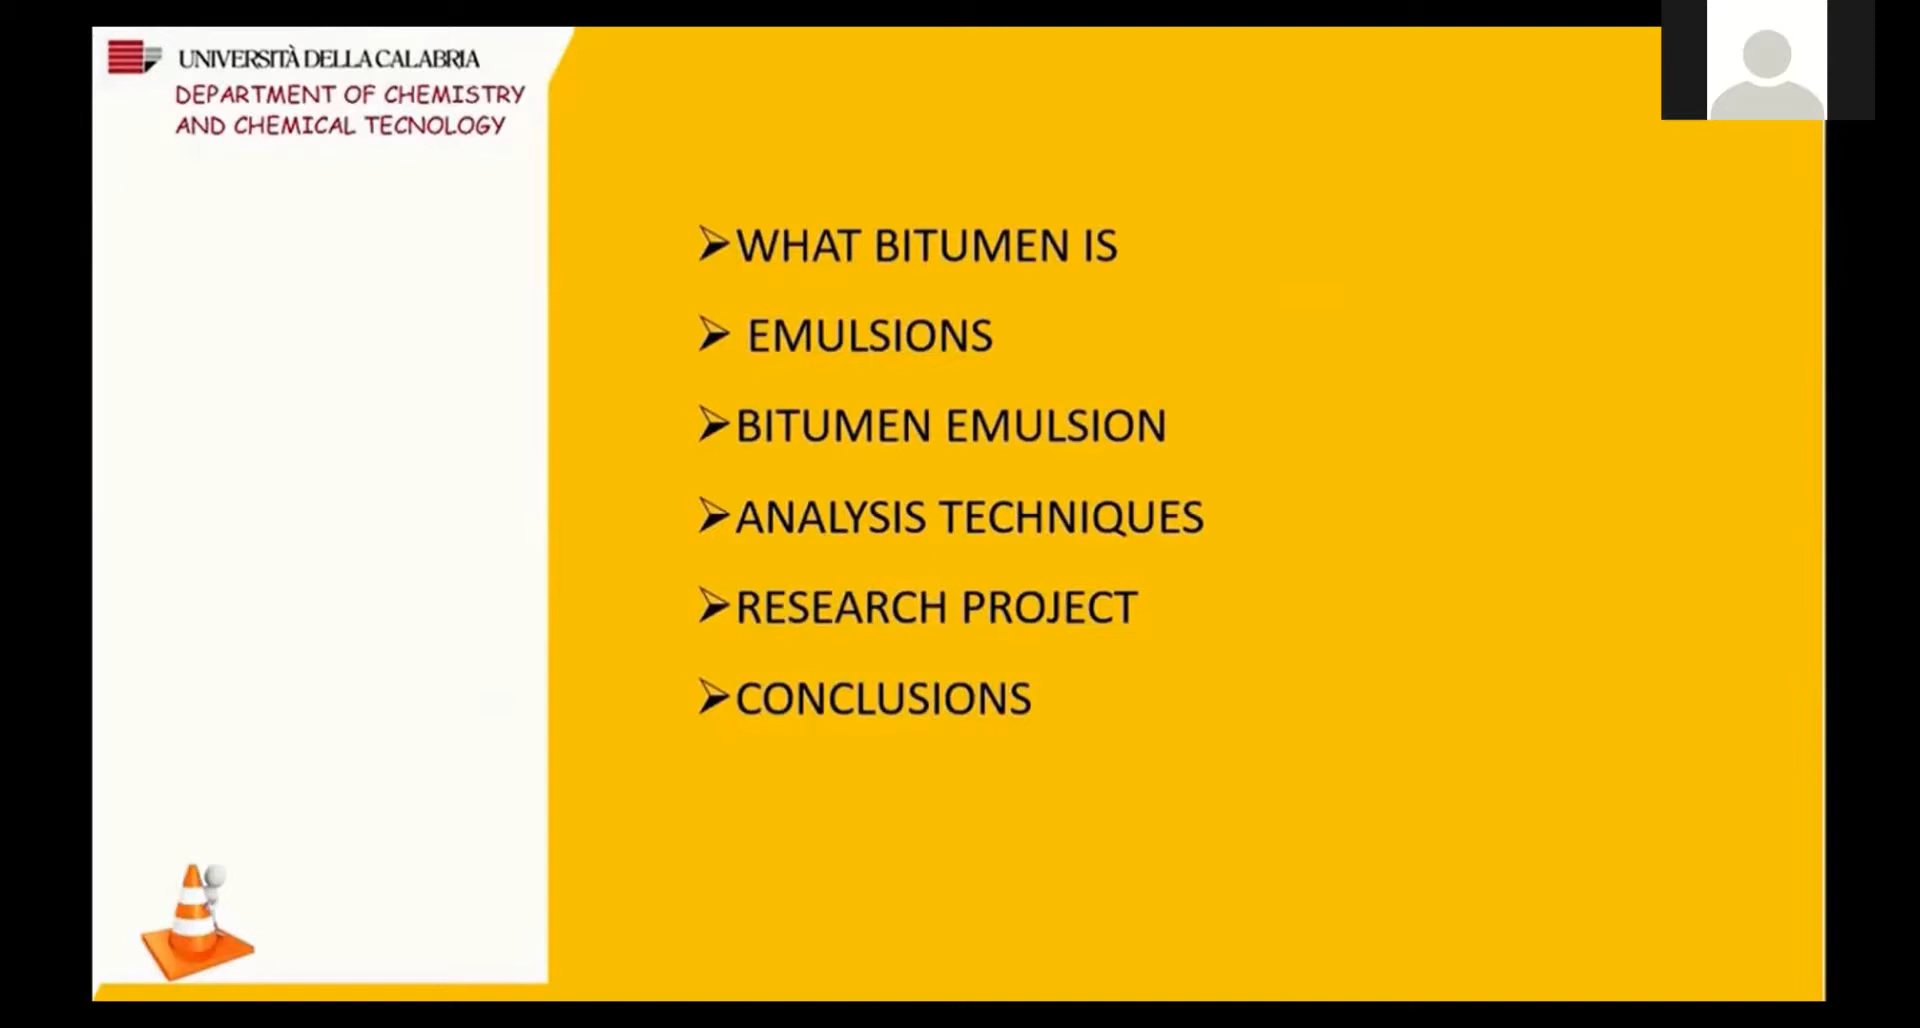 UNIVERSITÀ DELLA CALABRIA
DEPARTMENT OF CHEMISTRY
AND CHEMICAL TECNOLOGY
➢WHAT BITUMEN IS
➢ EMULSIONS
➢BITUMEN EMULSION
➢ANALYSIS TECHNIQUES
➢RESEARCH PROJECT
➢CONCLUSIONS